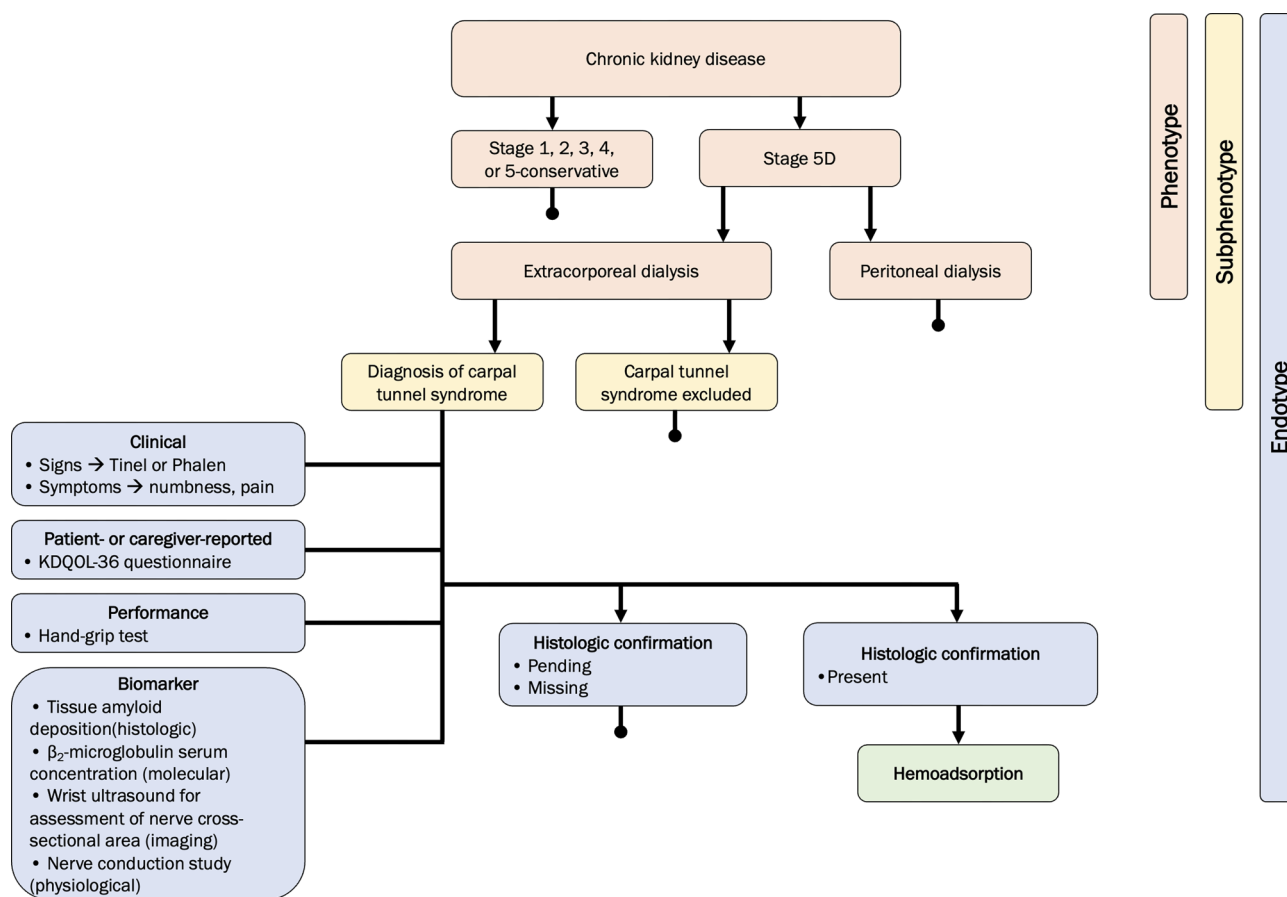 Chronic kidney disease
Stage 1, 2, 3, 4,
or 5-conservative
Stage 5D
Extracorporeal dialysis
Peritoneal dialysis
Diagnosis of carpal
tunnel syndrome
Carpal tunnel
syndrome excluded
Clinical
• Signs → Tinel or Phalen
• Symptoms → numbness, pain
Patient- or caregiver-reported
• KDQOL-36 questionnaire
Performance
• Hand-grip test
Biomarker
• Tissue amyloid
deposition(histologic)
• β₂-microglobulin serum
concentration (molecular)
• Wrist ultrasound for
assessment of nerve cross-
sectional area (imaging)
• Nerve conduction study
(physiological)
Histologic confirmation
• Pending
• Missing
Histologic confirmation
•Present
Hemoadsorption
Phenotype
Subphenotype
Endotype